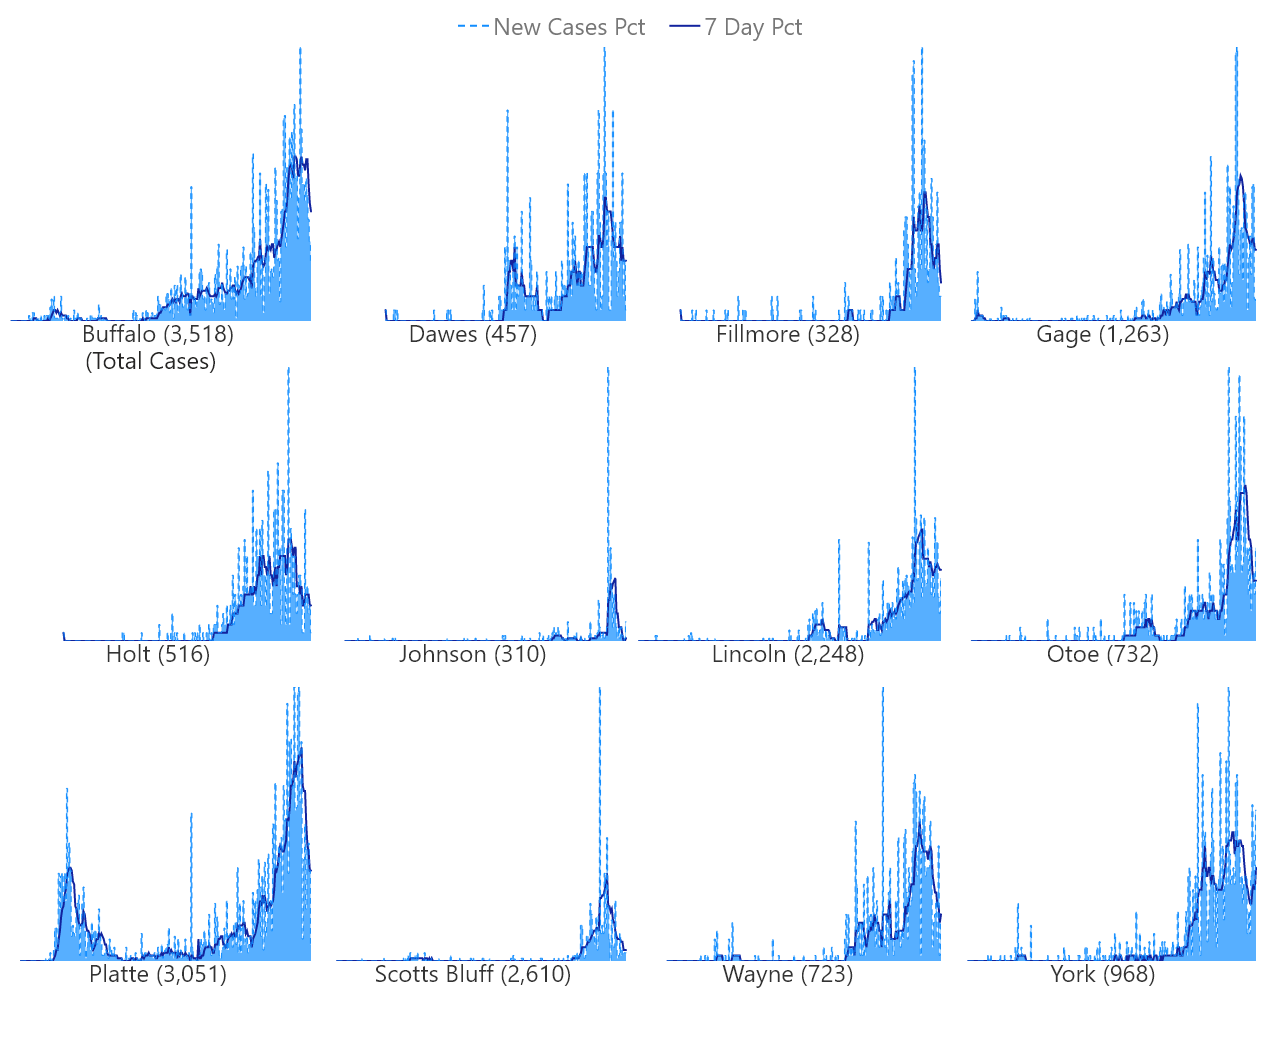 New Cases Pct 7 Day Pct
Buffalo (3,518) Dawes (457) Fillmore (328) Gage (1,263)
(Total Cases)
Holt (516) Johnson (310) Lincoln (2,248) Otoe (732)
Platte (3,051) Scotts Bluff (2,610) Wayne (723) York (968)